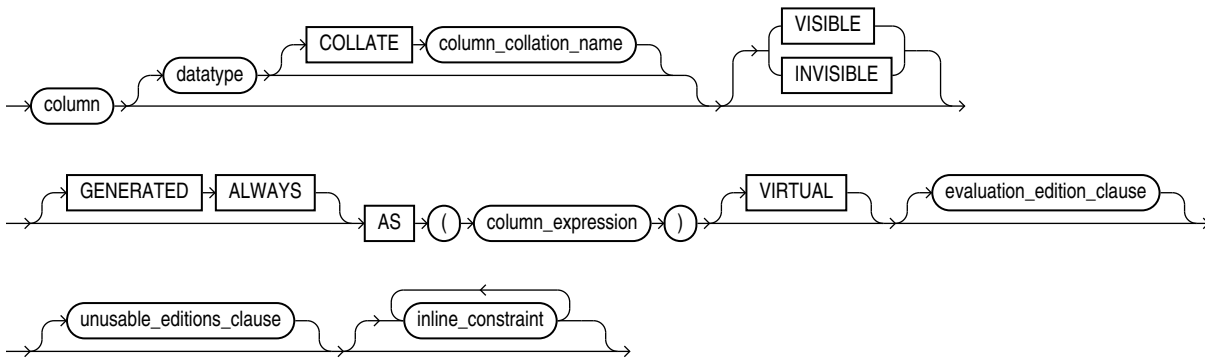 COLLATE column_collation_name VISIBLE
datatype INVISIBLE
column
GENERATED ALWAYS VIRTUAL evaluation_edition_clause
AS ( column_expression )
unusable_editions_clause inline_constraint